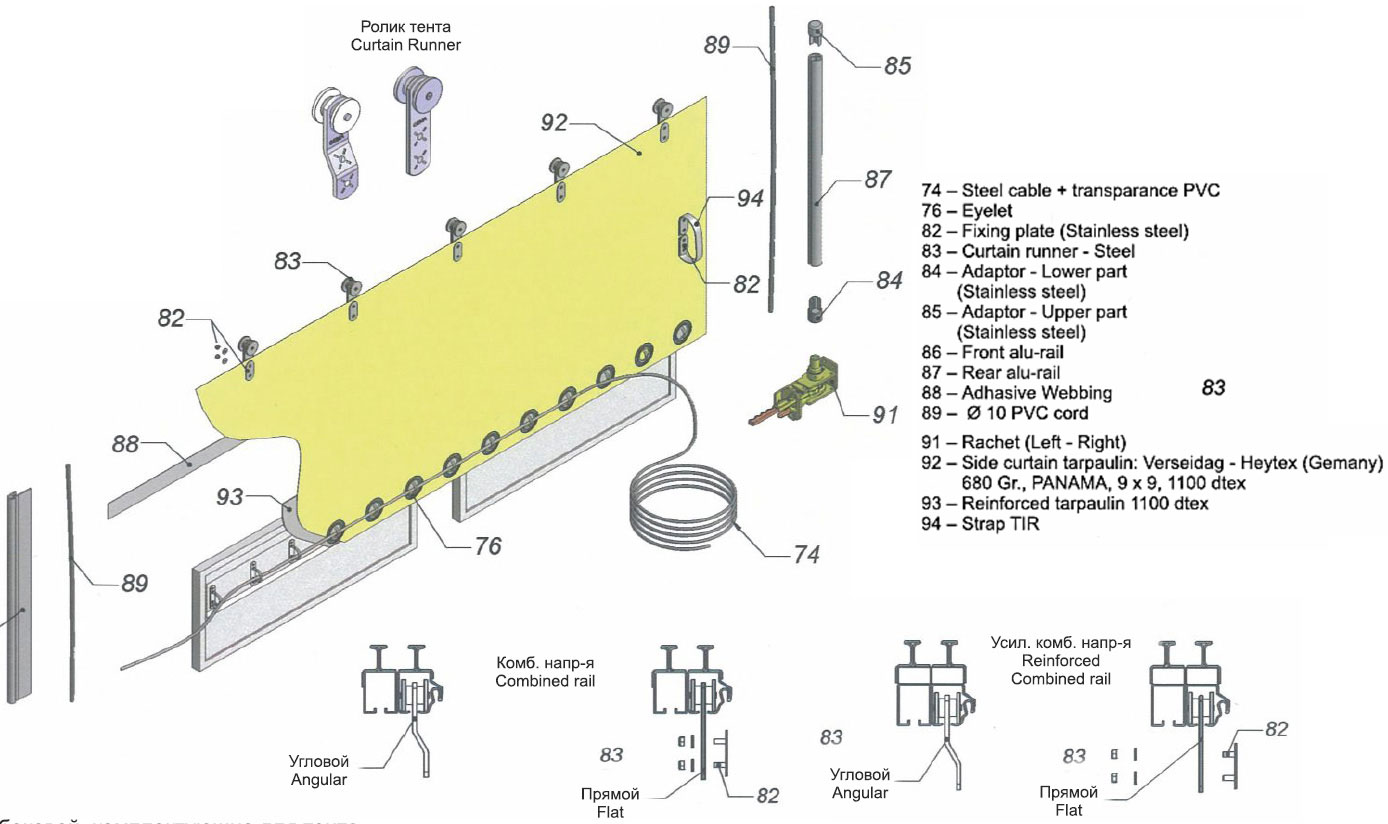 Ролик тента
Curtain Runner
89
85
92
87
94
83
82
84
82
91
88
93
76
74
89
74 – Steel cable + transparance PVC
76 – Eyelet
82 – Fixing plate (Stainless steel)
83 – Curtain runner - Steel
84 – Adaptor - Lower part
(Stainless steel)
85 – Adaptor - Upper part
(Stainless steel)
86 – Front alu-rail
87 – Rear alu-rail
88 – Adhasive Webbing
89 – Ø 10 PVC cord
91 – Rachet (Left - Right)
92 – Side curtain tarpaulin: Verseidag - Heytex (Gemany)
680 Gr., PANAMA, 9 x 9, 1100 dtex
93 – Reinforced tarpaulin 1100 dtex
94 – Strap TIR
83
Комб. напр-я
Combined rail
Усил. комб. напр-я
Reinforced
Combined rail
Угловой
Angular
83
Прямой
Flat
82
83
Угловой
Angular
83
Прямой
Flat
82